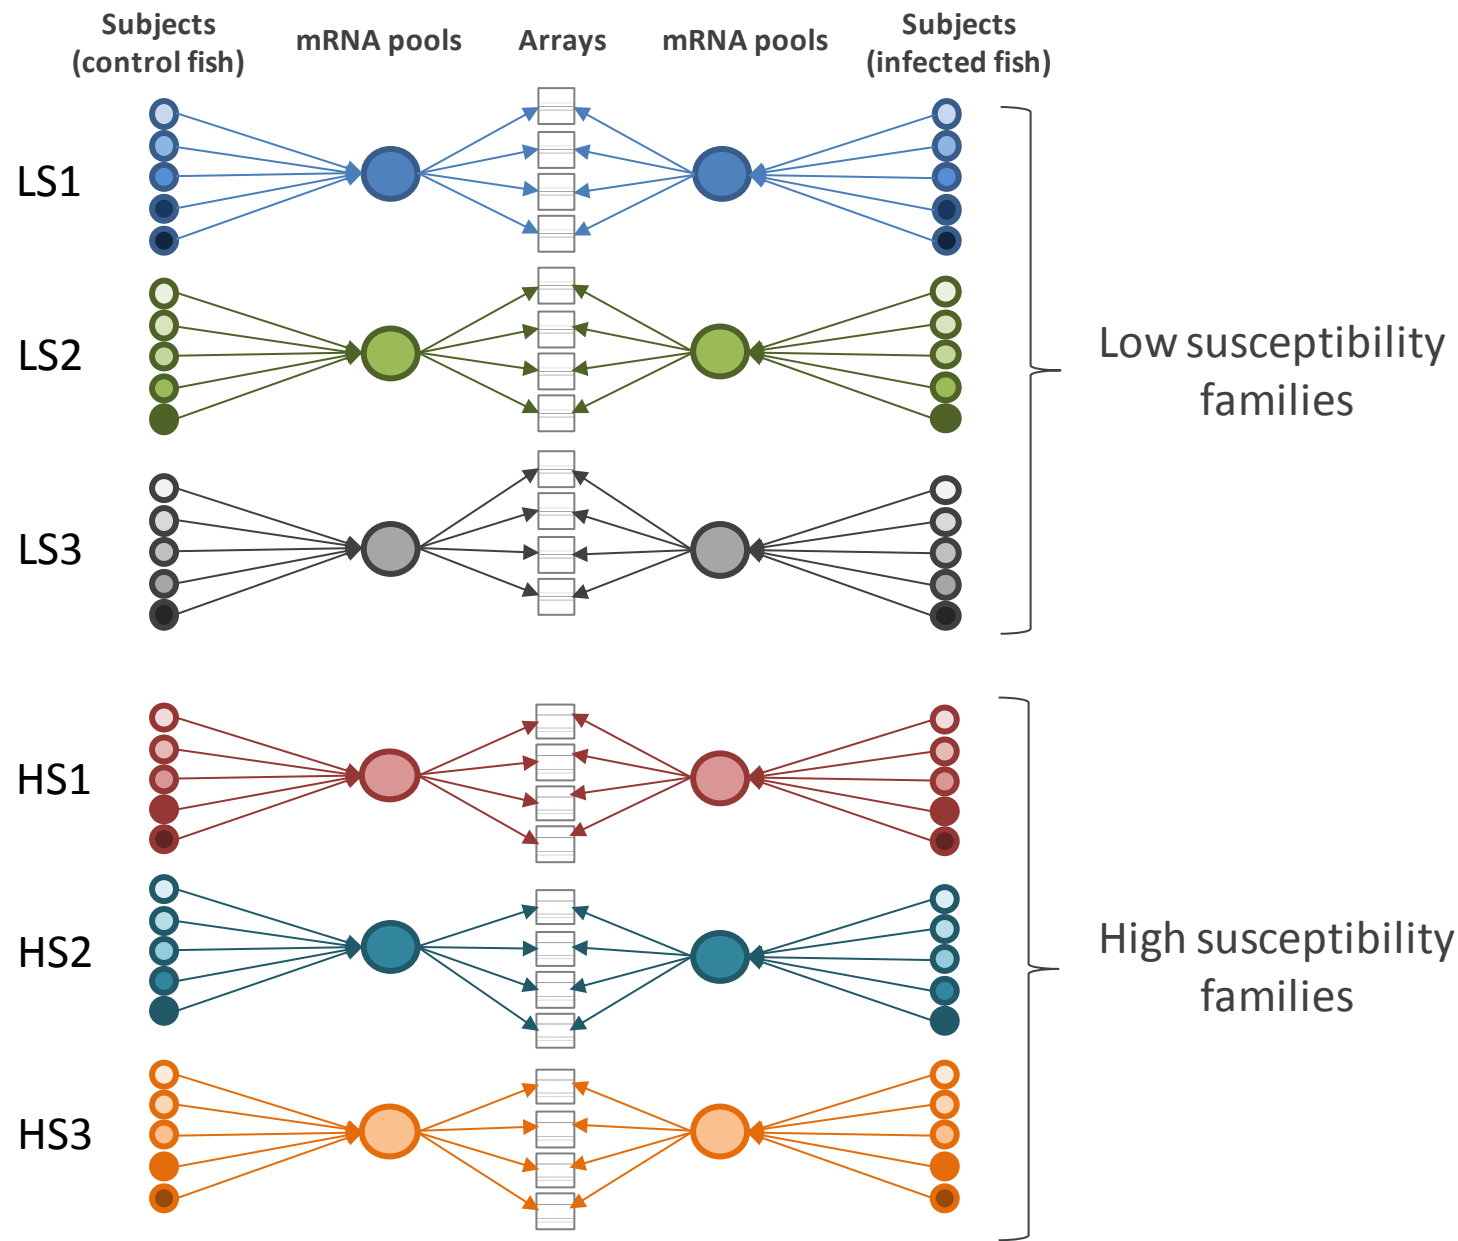 Subjects
(control fish)
mRNA pools
Arrays
mRNA pools
Subjects
(infected fish)
LS1
LS2
LS3
Low susceptibility
families
HS1
HS2
HS3
High susceptibility
families